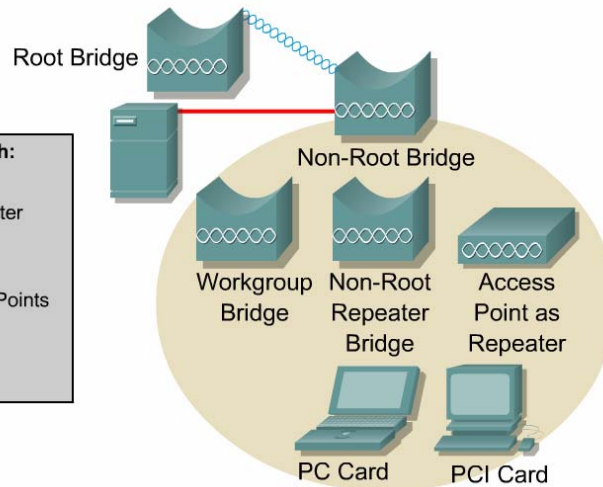 Root Bridge
h:
ter
Points
Non-Root Bridge
Workgroup
Bridge
Non-Root
Repeater
Bridge
Access
Point as
Repeater
PC Card
PCI Card